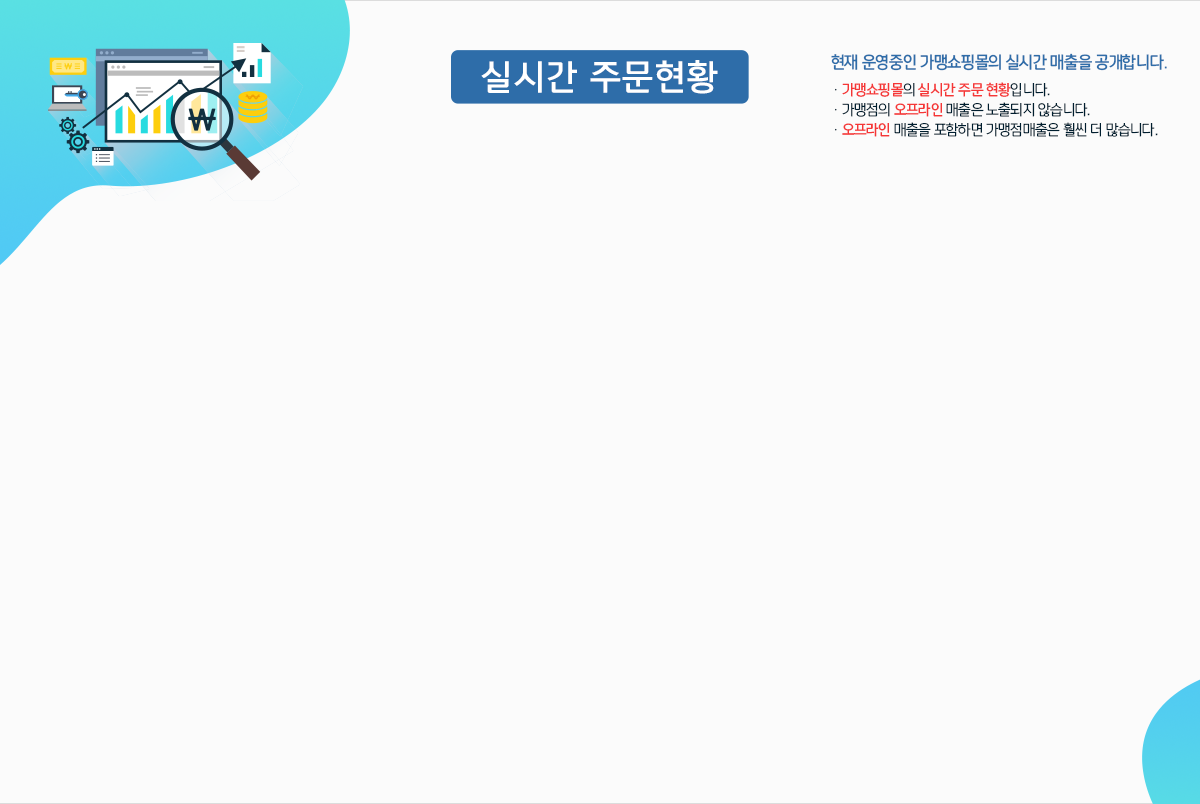 실시간 주문현황
현재 운영중인 가맹쇼핑몰의 실시간 매출을 공개합니다.
· 가맹쇼핑몰의 실시간 주문 현황입니다.
· 가맹점의 오프라인 매출은 노출되지 않습니다.
· 오프라인 매출을 포함하면 가맹점매출은 훨씬 더 많습니다.